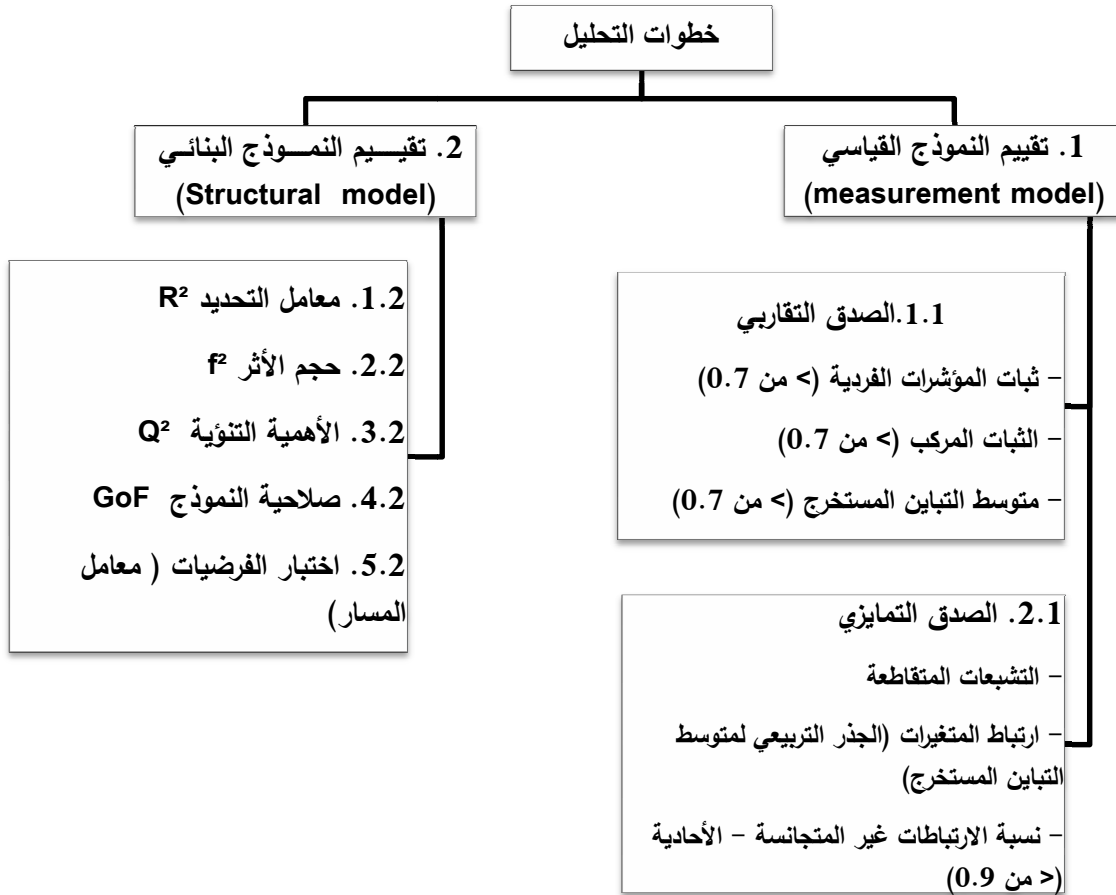 خطوات التحليل
1. تقييم النموذج القياسي
(measurement model)
1.1.الصدق التقاربي
– ثبات المؤشرات الفردية (> من 0.7)
– الثبات المركب (> من 0.7)
– متوسط التباين المستخرج (> من 0.7)
2.1. الصدق التمايزي
– التشبعات المتقاطعة
– ارتباط المتغيرات (الجذر التربيعي لمتوسط
التباين المستخرج)
– نسبة الارتباطات غير المتجانسة – الأحادية
(< من 0.9)
2. تقييم النموذج البنائي
(Structural model)
1.2. معامل التحديد R²
2.2. حجم الأثر f²
3.2. الأهمية التنؤية Q²
4.2. صلاحية النموذج GoF
5.2. اختبار الفرضيات ( معامل
المسار)